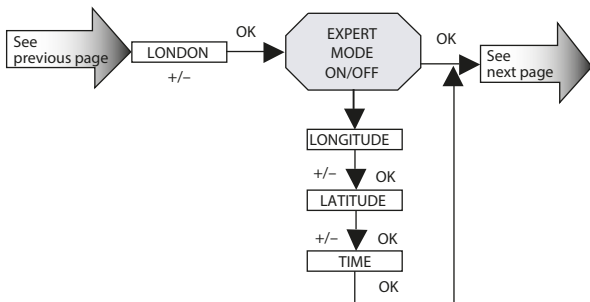 See
previous page
LONDON
+/–
OK
EXPERT
MODE
ON/OFF
OK
See
next page
LONGITUDE
+/–
OK
LATITUDE
+/–
OK
TIME
OK